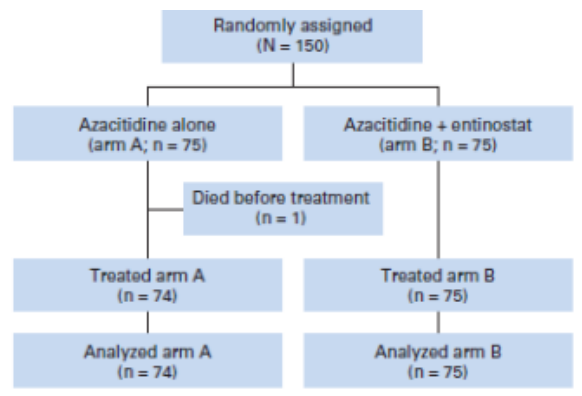 Randomly assigned
(N = 150)
Azacitidine alone
(arm A; n = 75)
Azacitidine + entinostat
(arm B; n = 75)
Died before treatment
(n = 1)
Treated arm A
(n = 74)
Treated arm B
(n = 75)
Analyzed arm A
(n = 74)
Analyzed arm B
(n = 75)